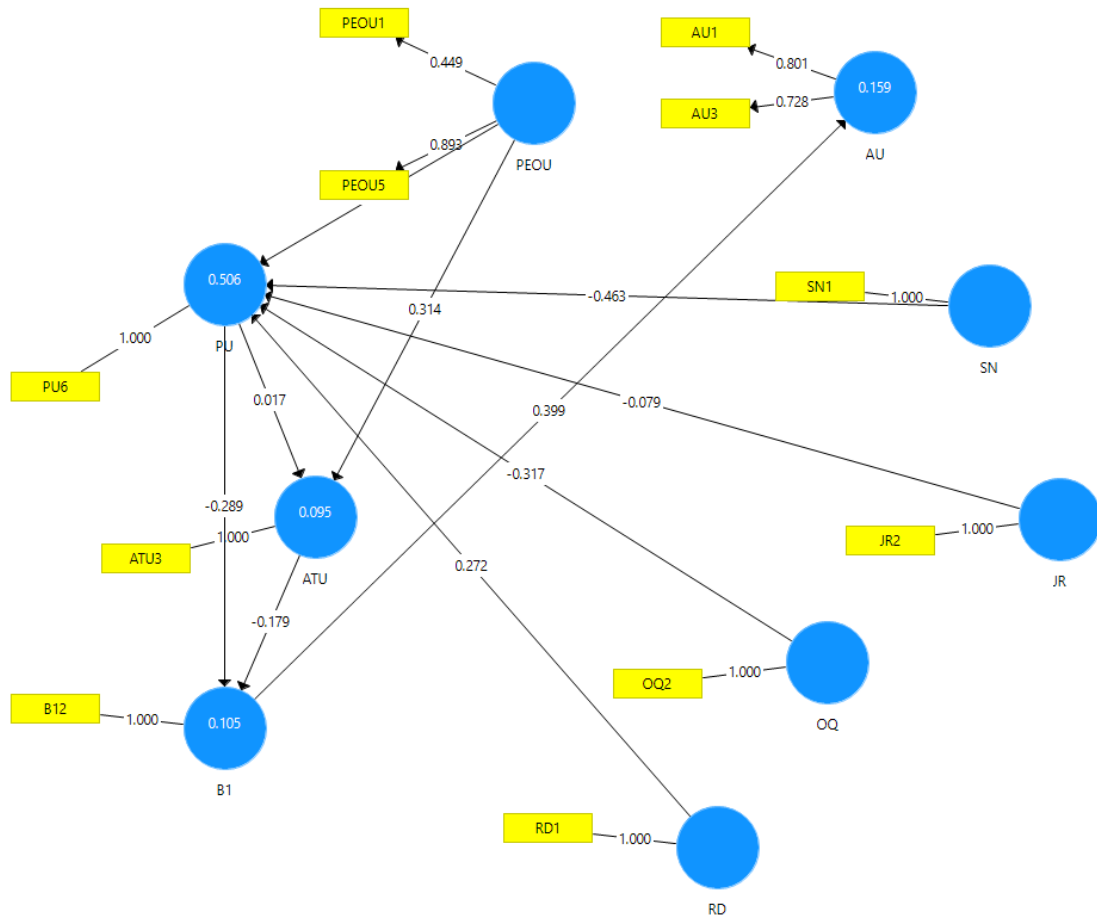 PEOU1
AU1
0.449
0.801
0.159
AU3
0.728
0.893
PEOU
AU
PEOU5
0.506
SN1
1.000
-0.463
0.314
1.000
PU
SN
PU6
0.017
0.399
-0.079
-0.317
-0.289
0.095
1.000
1.000
JR2
ATU3
0.272
ATU
JR
-0.179
OQ2
1.000
B12
1.000
0.105
OQ
B1
RD1
1.000
RD